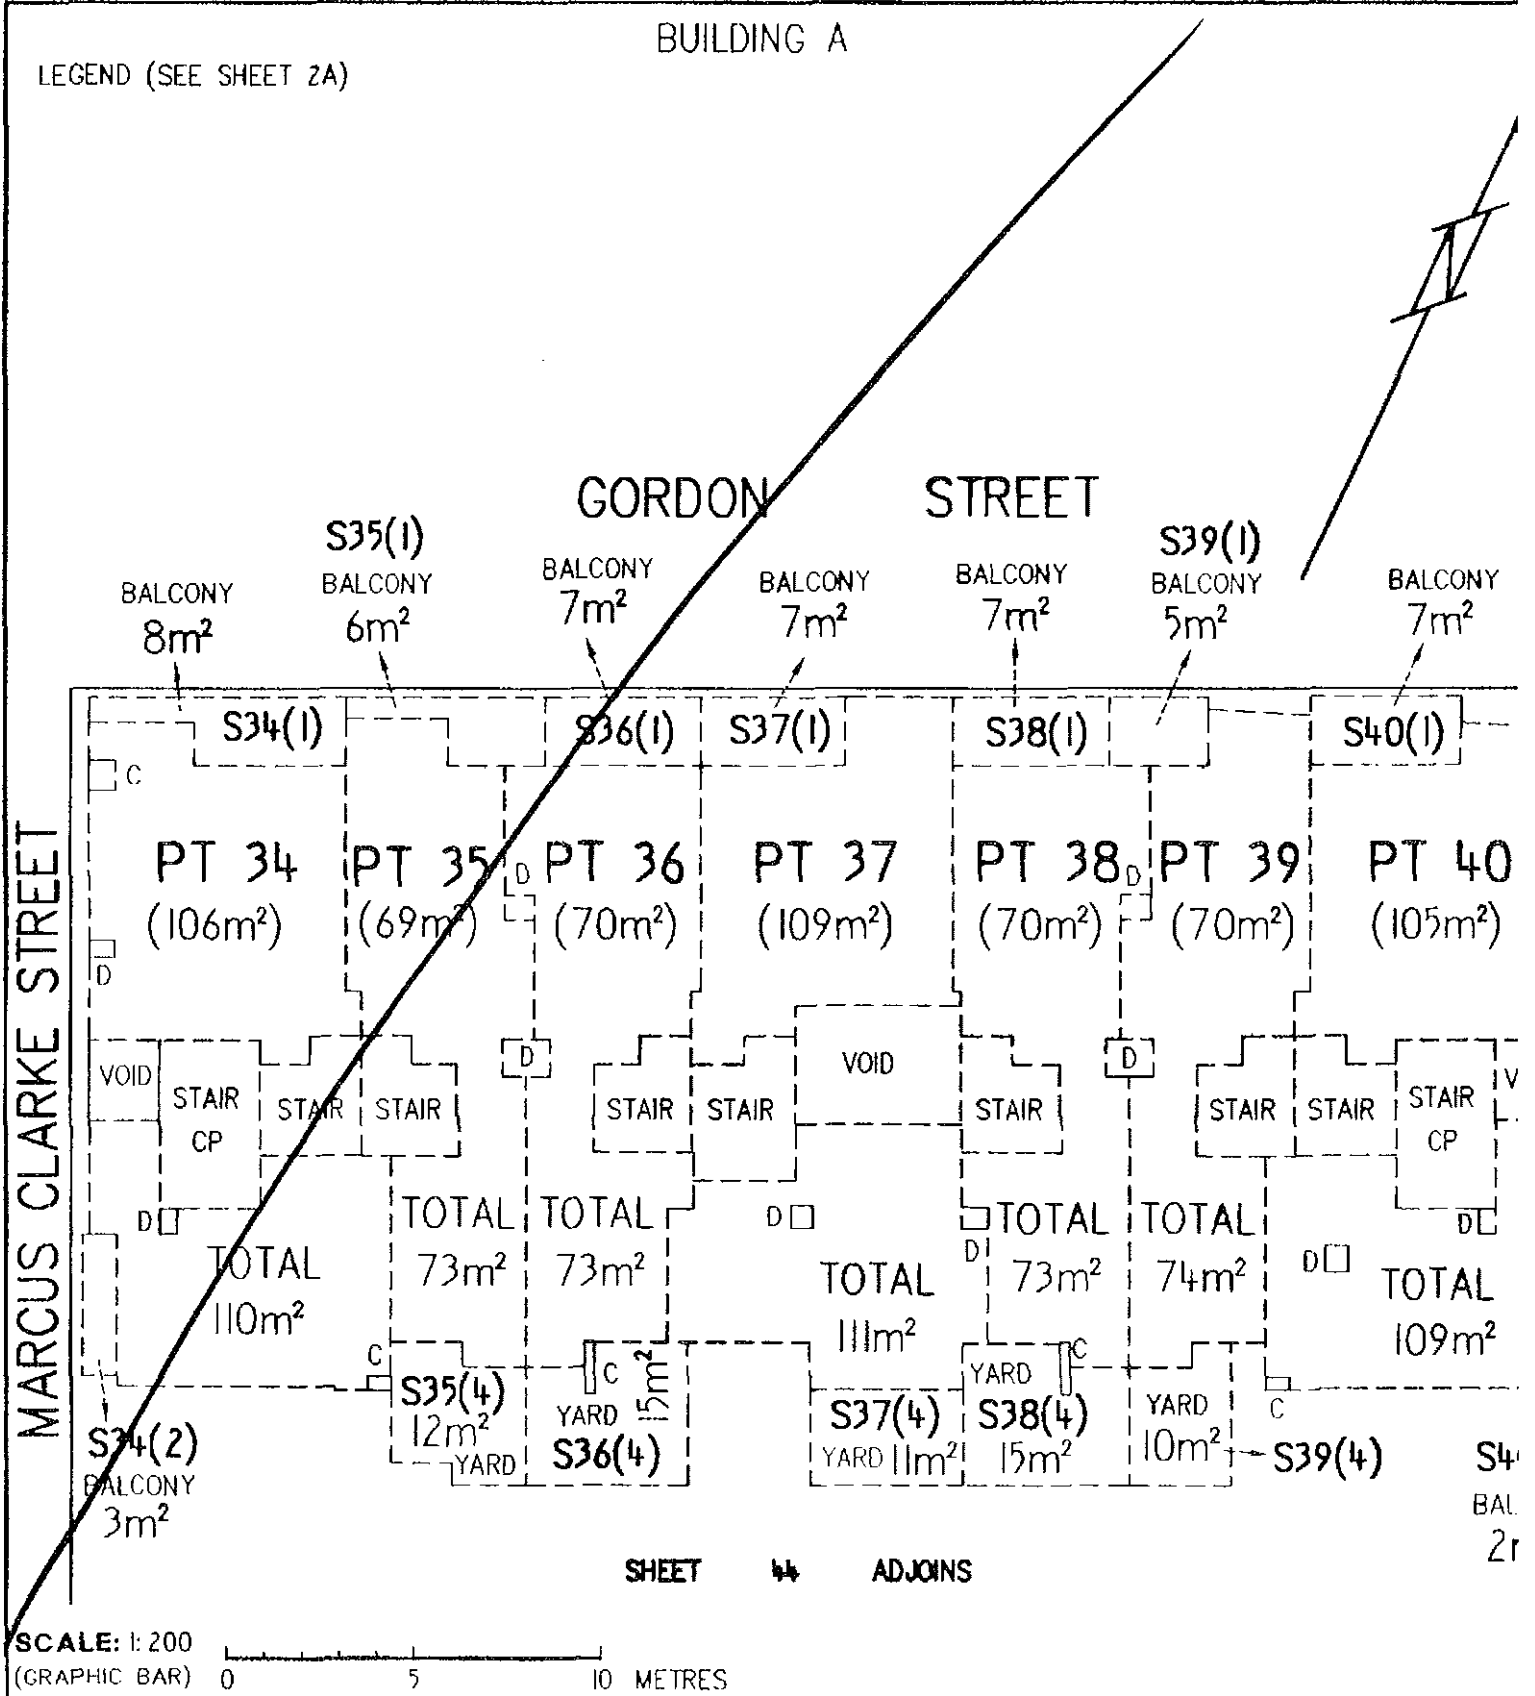 BUILDING A
LEGEND (SEE SHEET 2A)
GORDON STREET
S35(1)
S39(1)
BALCONY
8m²
BALCONY
6m²
BALCONY
7m²
BALCONY
7m²
BALCONY
7m²
BALCONY
5m²
BALCONY
7m²
S34(1)
S36(1)
S37(1)
S38(1)
S40(1)
C
MARCUS CLARKE STREET
PT 34
(106m²)
PT 35
(69m²)
D
PT 36
(70m²)
PT 37
(109m²)
PT 38
(70m²)
D
PT 39
(70m²)
PT 40
(105m²)
D
VOID
STAIR
CP
STAIR
STAIR
D
STAIR
STAIR
VOID
STAIR
D
STAIR
STAIR
STAIR
CP
V
D
TOTAL
110m²
TOTAL
73m²
TOTAL
73m²
D
TOTAL
111m²
D
TOTAL
73m²
TOTAL
74m²
D
D
TOTAL
109m²
C
S35(4)
12m²
YARD
C
15m²
YARD
S36(4)
S37(4)
YARD 11m²
C
YARD
S38(4)
15m²
YARD
10m²
S39(4)
C
S34(2)
BALCONY
3m²
S4
BAL
2m
SHEET 44 ADJOINS
SCALE: 1:200
(GRAPHIC BAR)
0 5 10 METRES